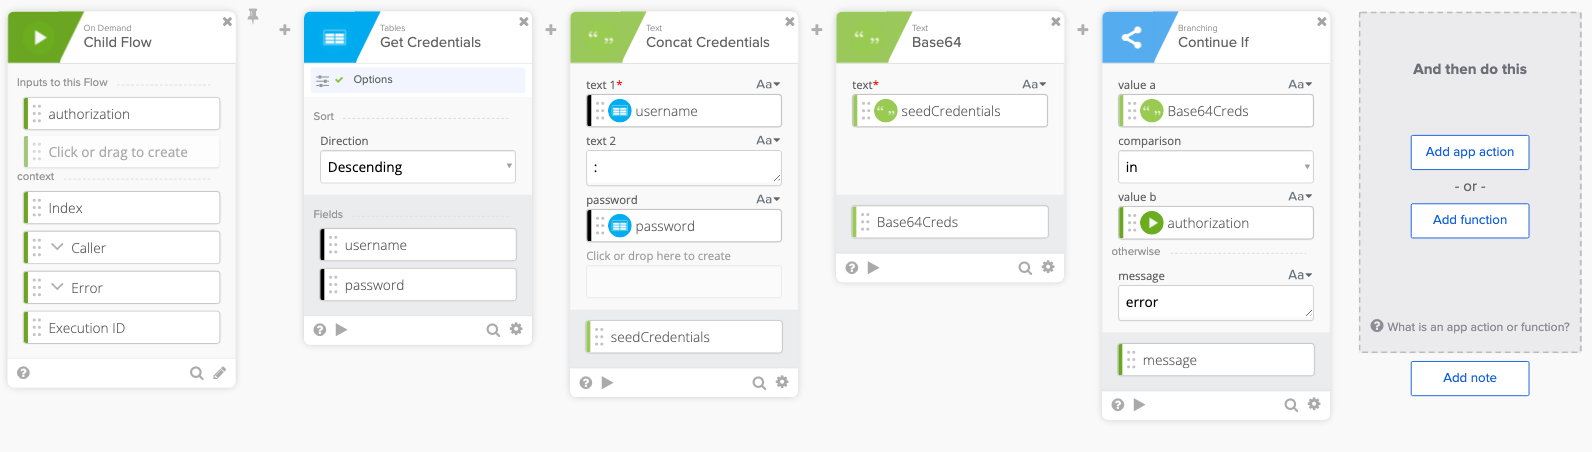 On Demand
Child Flow
Inputs to this Flow
authorization
Click or drag to create
context
Index
Caller
Error
Execution ID
Tables
Get Credentials
Options
Sort
Direction
Descending
Fields
username
password
Text
Concat Credentials
text 1* Aa
username
text 2 Aa
:
password Aa
password
Click or drop here to create
seedCredentials
Text
Base64
text* Aa
seedCredentials
Base64Creds
Branching
Continue If
value a Aa
Base64Creds
comparison
in
value b Aa
authorization
otherwise
message Aa
error
message
And then do this
Add app action
- or -
Add function
What is an app action or function?
Add note